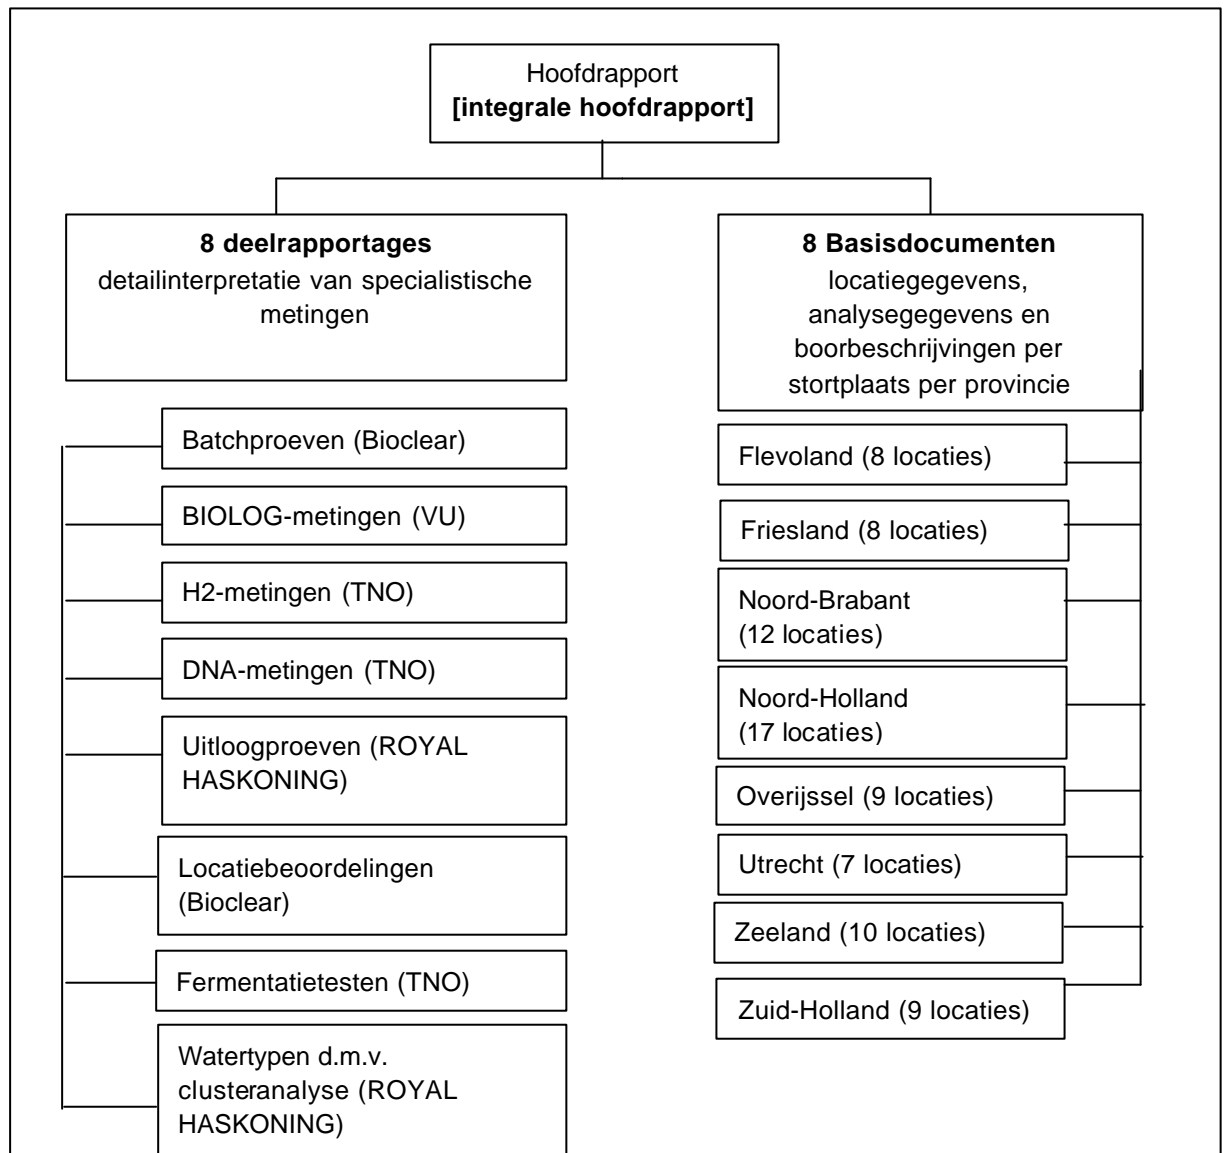 Hoofdrapport
[integrale hoofdrapport]
8 deelrapportages
detailinterpretatie van specialistische
metingen
Batchproeven (Bioclear)
BIOLOG-metingen (VU)
H2-metingen (TNO)
DNA-metingen (TNO)
Uitloogproeven (ROYAL
HASKONING)
Locatiebeoordelingen
(Bioclear)
Fermentatietesten (TNO)
Watertypen d.m.v.
clusteranalyse (ROYAL
HASKONING)
8 Basisdocumenten
locatiegegevens,
analysegegevens en
boorbeschrijvingen per
stortplaats per provincie
Flevoland (8 locaties)
Friesland (8 locaties)
Noord-Brabant
(12 locaties)
Noord-Holland
(17 locaties)
Overijssel (9 locaties)
Utrecht (7 locaties)
Zeeland (10 locaties)
Zuid-Holland (9 locaties)